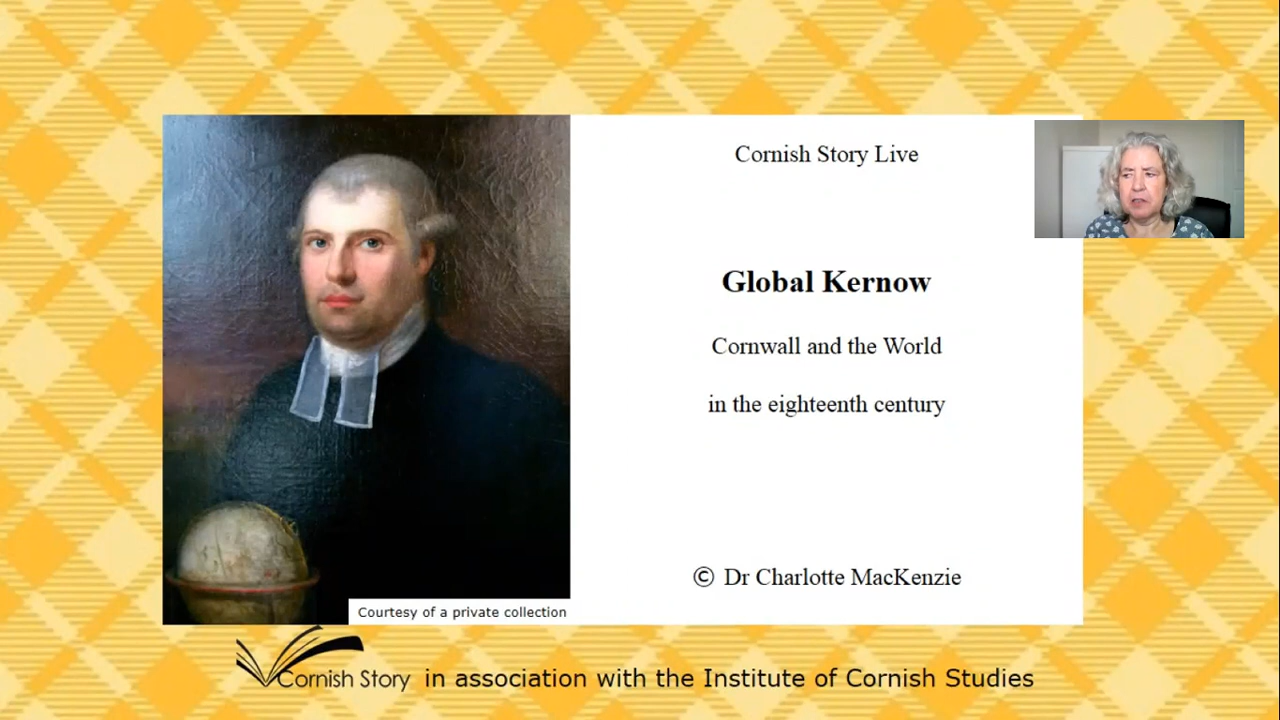 Cornish Story Live
Global Kernow
Cornwall and the World
in the eighteenth century
© Dr Charlotte MacKenzie
Courtesy of a private collection
Cornish Story in association with the Institute of Cornish Studies